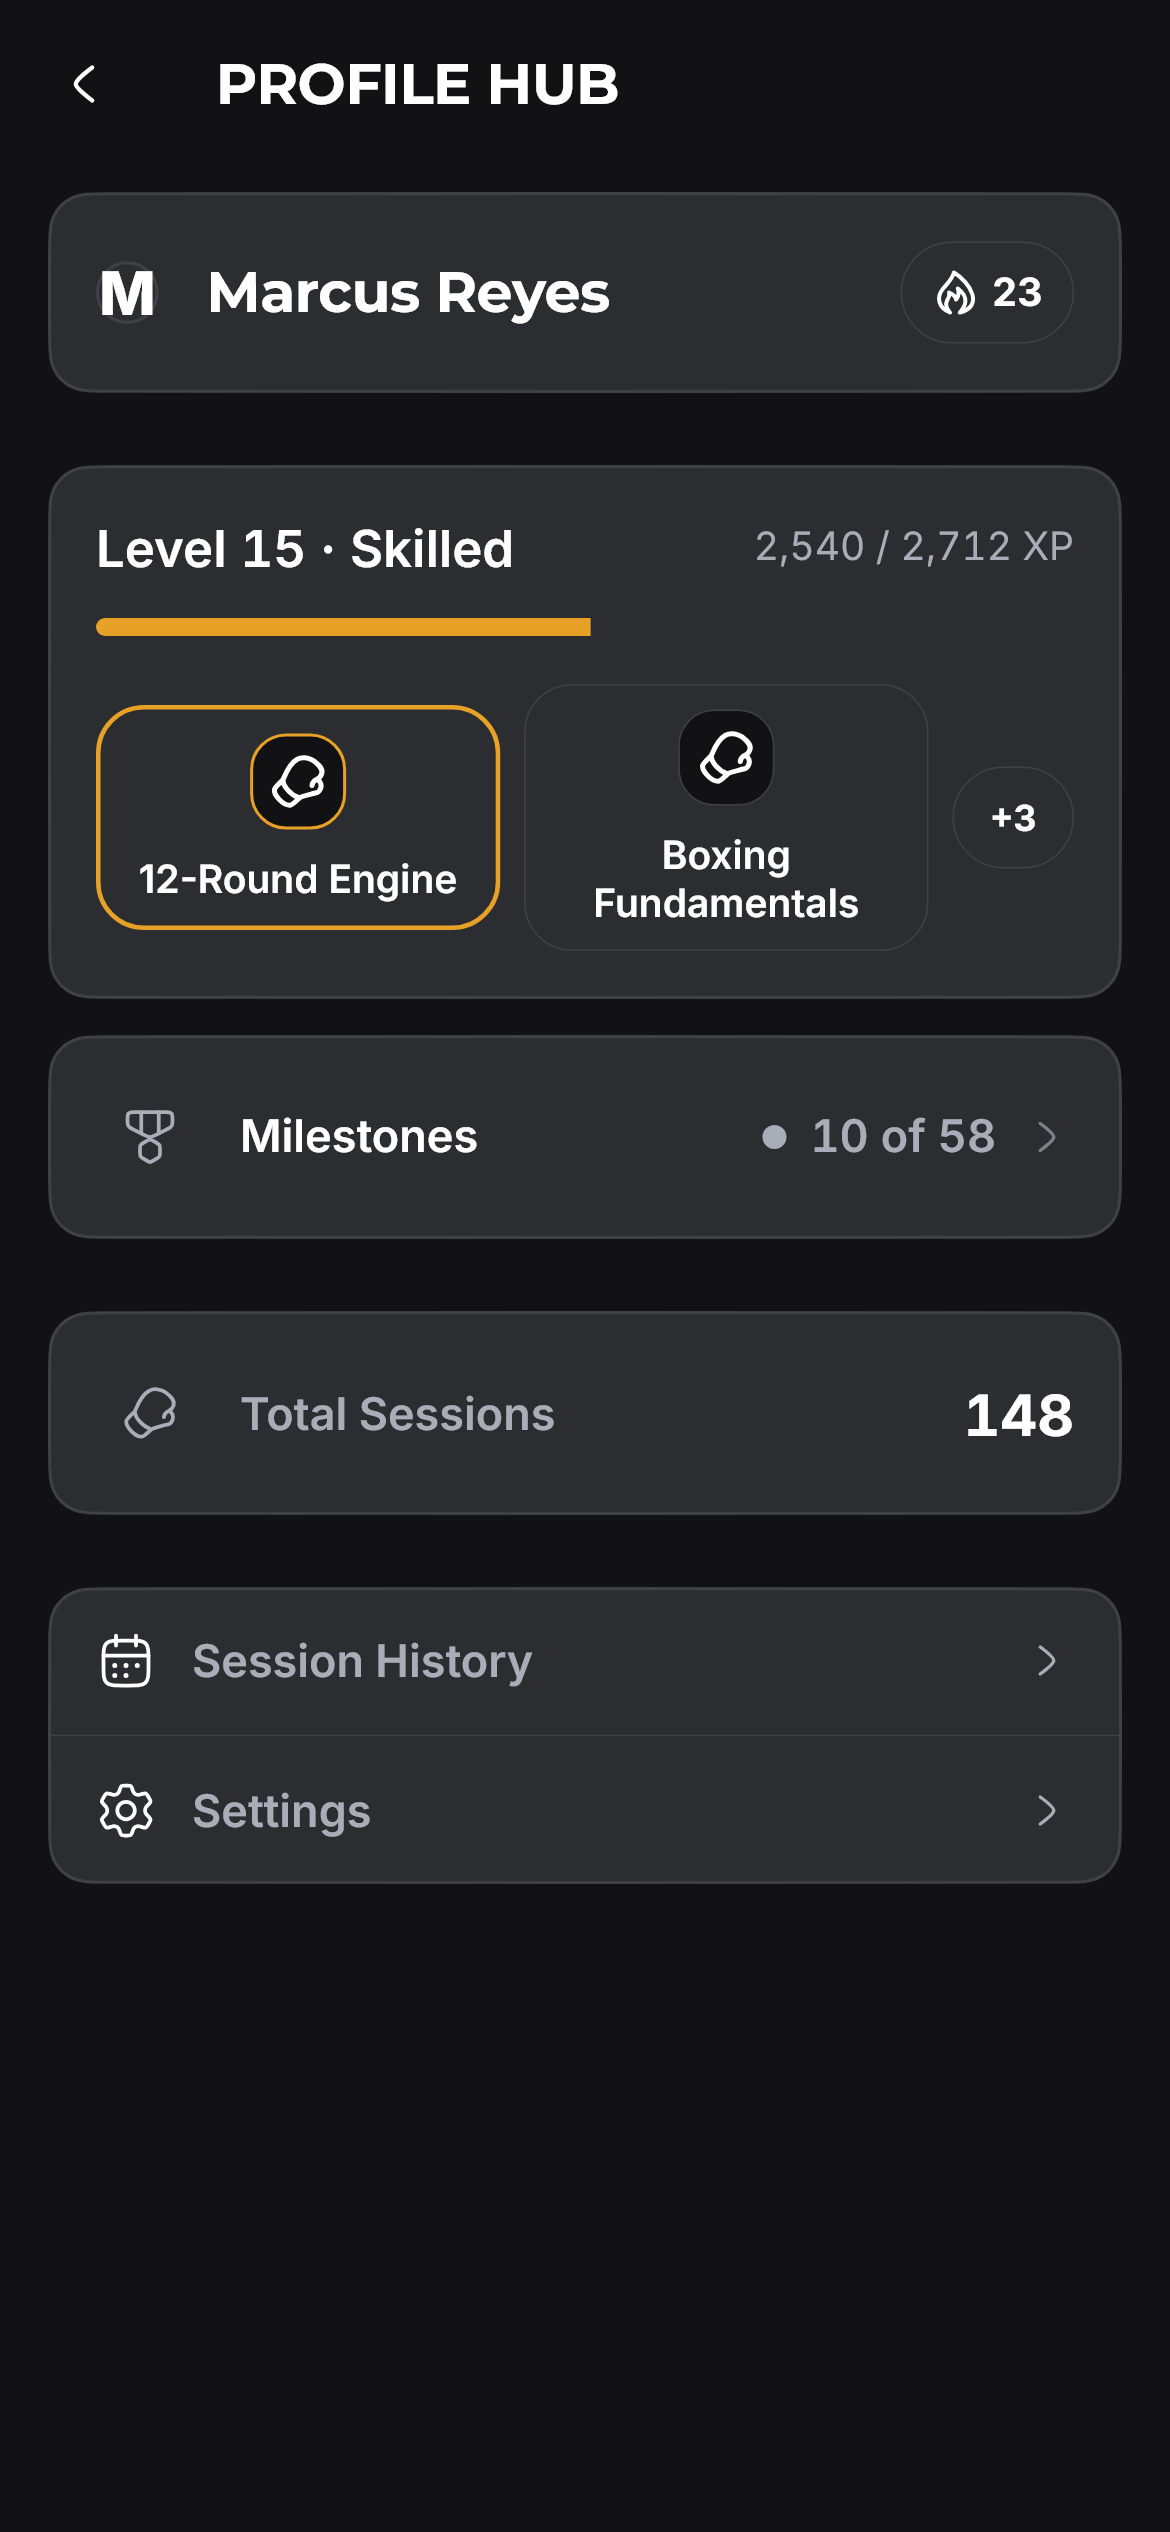 PROFILE HUB
M
Marcus Reyes
23
Level 15 · Skilled
2,540 / 2,712 XP
12-Round Engine
Boxing
Fundamentals
+3
Milestones
10 of 58
Total Sessions
148
Session History
Settings